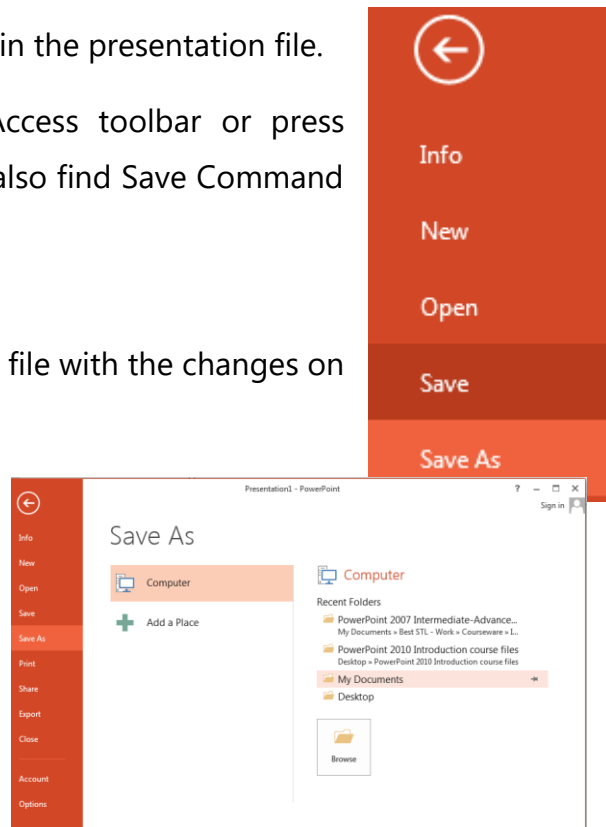 in the presentation file.
Access toolbar or press
also find Save Command
file with the changes on
Info
New
Open
Save
Save As
Presentation1 - PowerPoint
? – □ ×
Sign in
Info
New
Open
Save
Save As
Print
Share
Export
Close
Account
Options
Save As
Computer
Add a Place
Computer
Recent Folders
PowerPoint 2007 Intermediate-Advance...
My Documents » Best STL - Work » Courseware » I...
PowerPoint 2010 Introduction course files
Desktop » PowerPoint 2010 Introduction course files
My Documents
Desktop
Browse